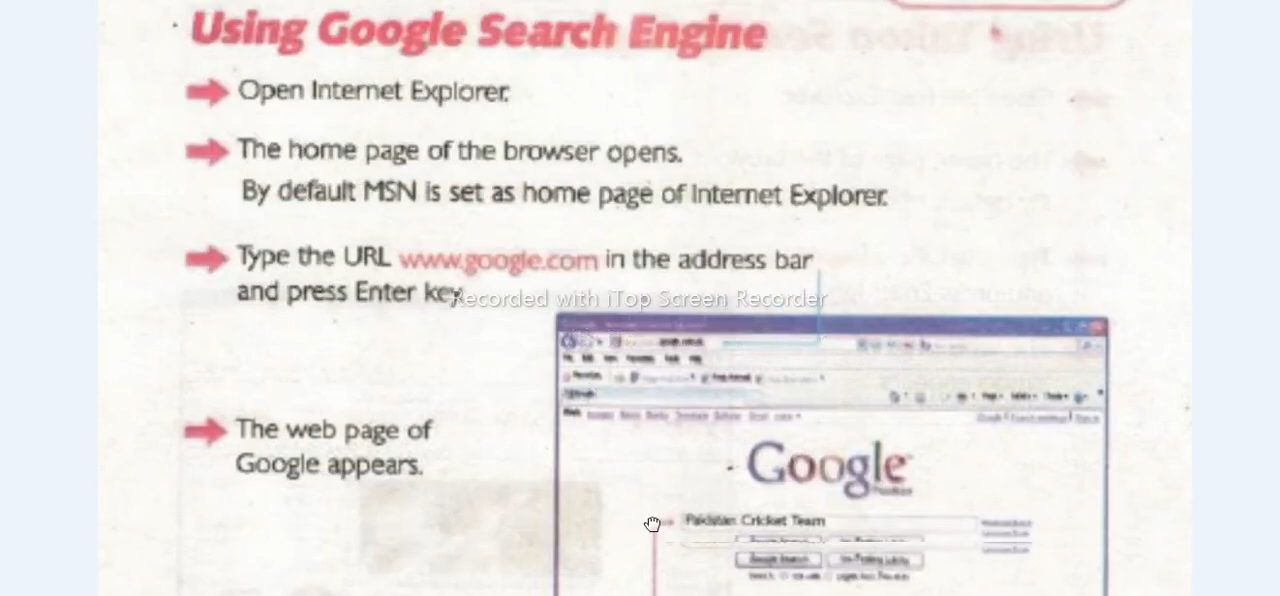 Using Google Search Engine
Open Internet Explorer.
The home page of the browser opens.
By default MSN is set as home page of Internet Explorer.
Type the URL www.google.com in the address bar
and press Enter key.
Recorded with iTop Screen Recorder
The web page of
Google appears.
Google
Pakistan Cricket Team
Google Search